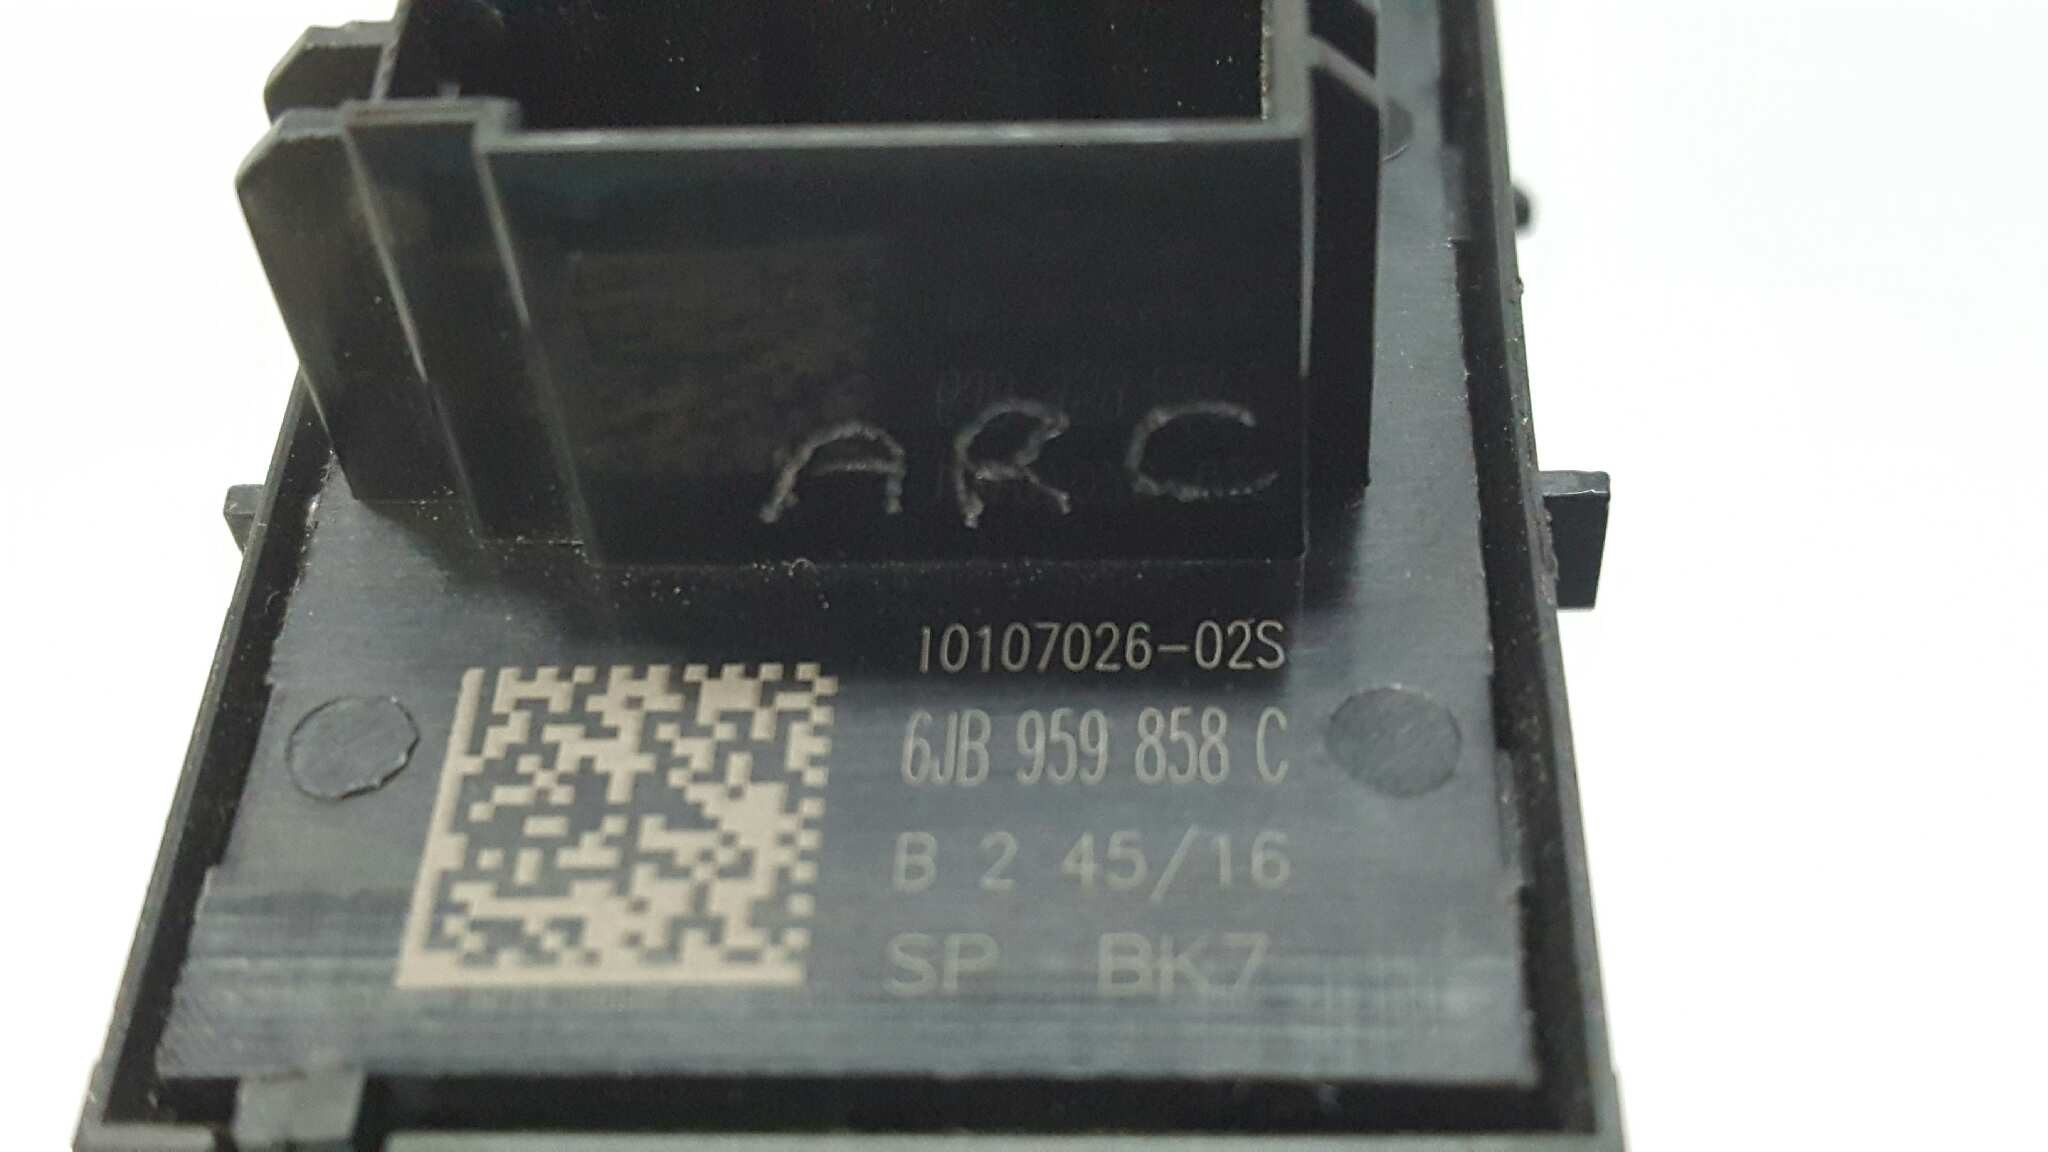 ARC
10107026-02S
6JB 959 858 C
B 2 45/16
SP BK7